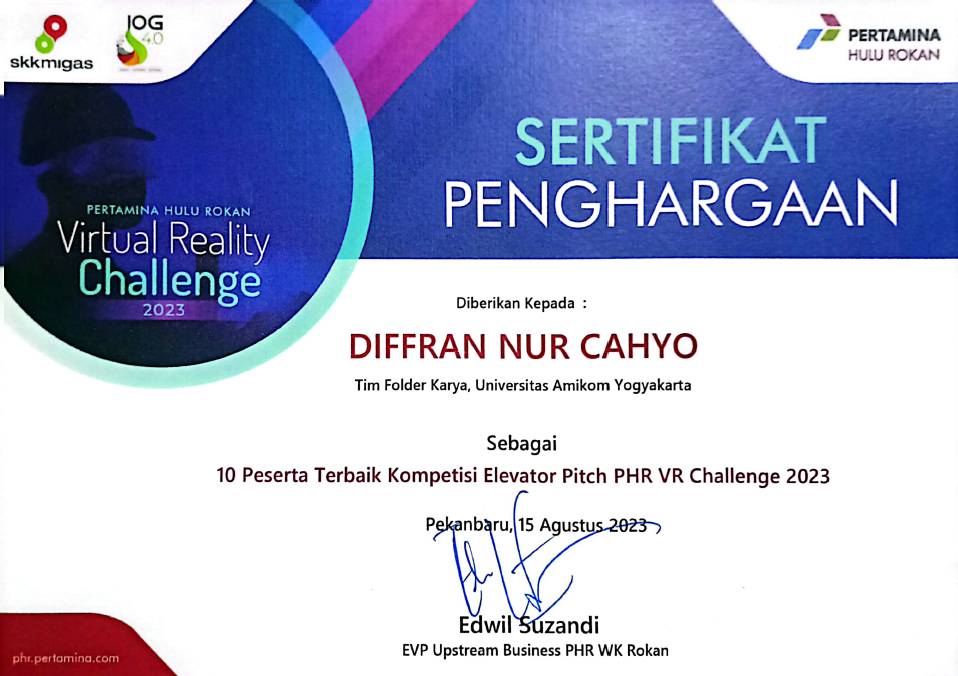 skkmigas
IOG
4.0
PERTAMINA
HULU ROKAN
SERTIFIKAT
PENGHARGAAN
PERTAMINA HULU ROKAN
Virtual Reality
Challenge
2023
Diberikan Kepada :
DIFFRAN NUR CAHYO
Tim Folder Karya, Universitas Amikom Yogyakarta
Sebagai
10 Peserta Terbaik Kompetisi Elevator Pitch PHR VR Challenge 2023
Pekanbaru, 15 Agustus 2023
Edwil Suzandi
EVP Upstream Business PHR WK Rokan
phr.pertamina.com